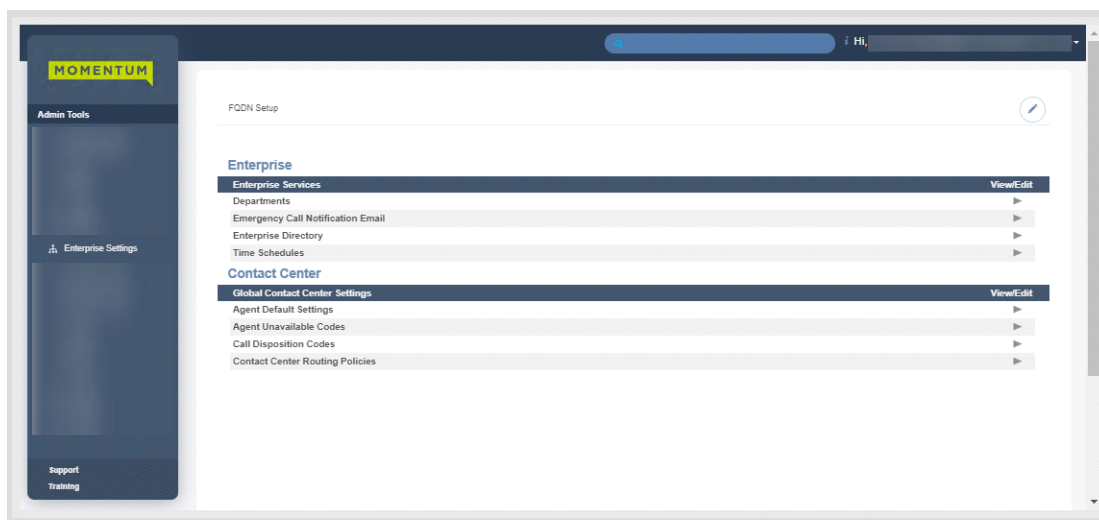 MOMENTUM
i Hi,
Admin Tools
Enterprise Settings
Support
Training
FQDN Setup
Enterprise
Enterprise Services View/Edit
Departments
Emergency Call Notification Email
Enterprise Directory
Time Schedules
Contact Center
Global Contact Center Settings View/Edit
Agent Default Settings
Agent Unavailable Codes
Call Disposition Codes
Contact Center Routing Policies